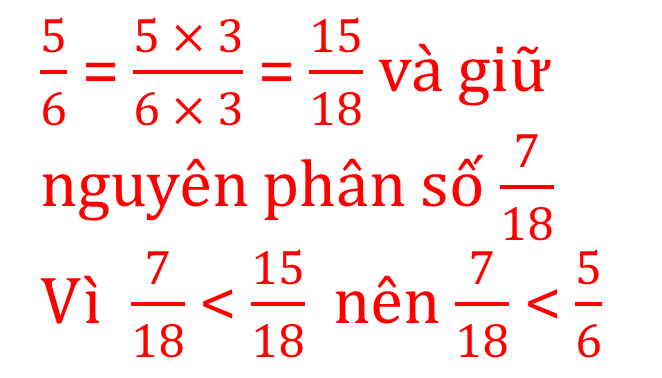 5/6 = 5 × 3/6 × 3 = 15/18 và giữ
nguyên phân số 7/18
Vì 7/18 < 15/18 nên 7/18 < 5/6